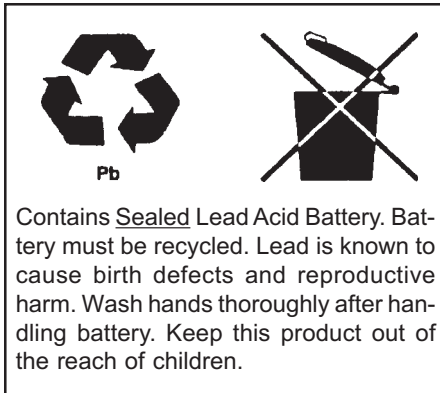 Pb
Contains Sealed Lead Acid Battery. Bat-
tery must be recycled. Lead is known to
cause birth defects and reproductive
harm. Wash hands thoroughly after han-
dling battery. Keep this product out of
the reach of children.